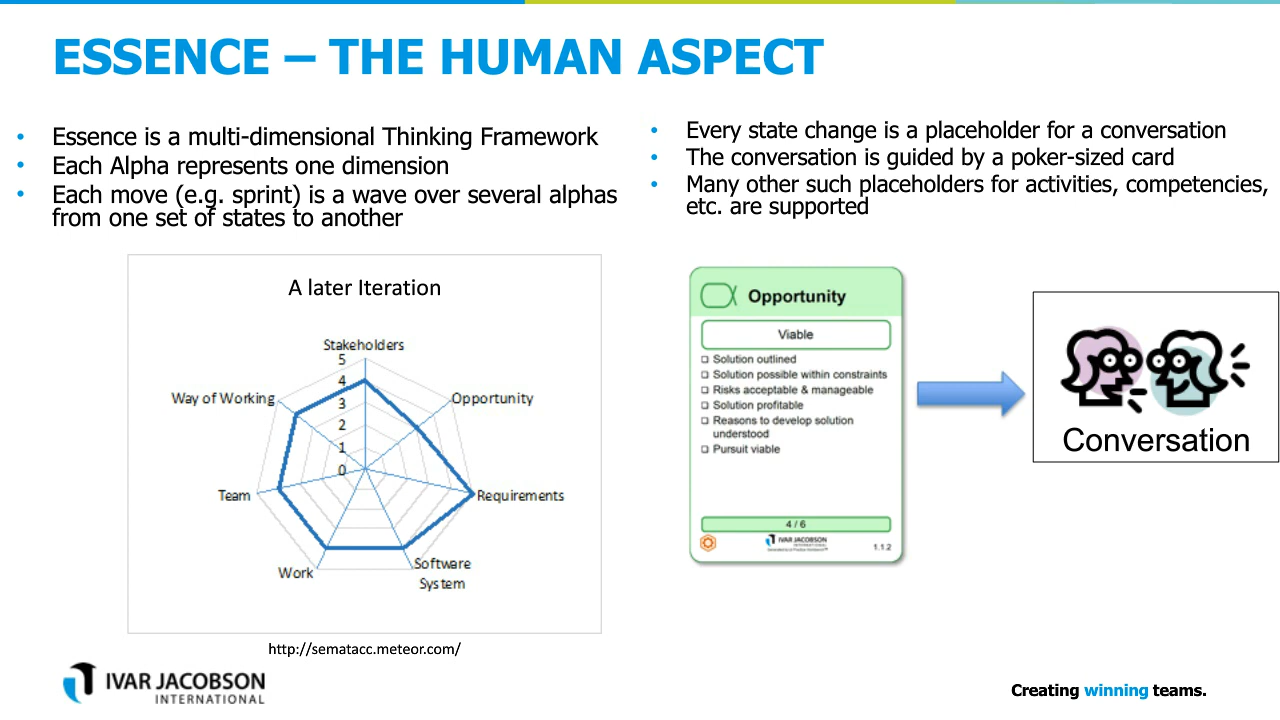 ESSENCE – THE HUMAN ASPECT
• Essence is a multi-dimensional Thinking Framework
• Each Alpha represents one dimension
• Each move (e.g. sprint) is a wave over several alphas
from one set of states to another
• Every state change is a placeholder for a conversation
• The conversation is guided by a poker-sized card
• Many other such placeholders for activities, competencies,
etc. are supported
A later Iteration
Stakeholders
5
4
3
2
1
0
Opportunity
Requirements
Software
System
Work
Team
Way of Working
http://sematacc.meteor.com/
Opportunity
Viable
❑ Solution outlined
❑ Solution possible within constraints
❑ Risks acceptable & manageable
❑ Solution profitable
❑ Reasons to develop solution
understood
❑ Pursuit viable
4 / 6
IVAR JACOBSON
INTERNATIONAL
1.1.2
Conversation
IVAR JACOBSON
INTERNATIONAL
Creating winning teams.